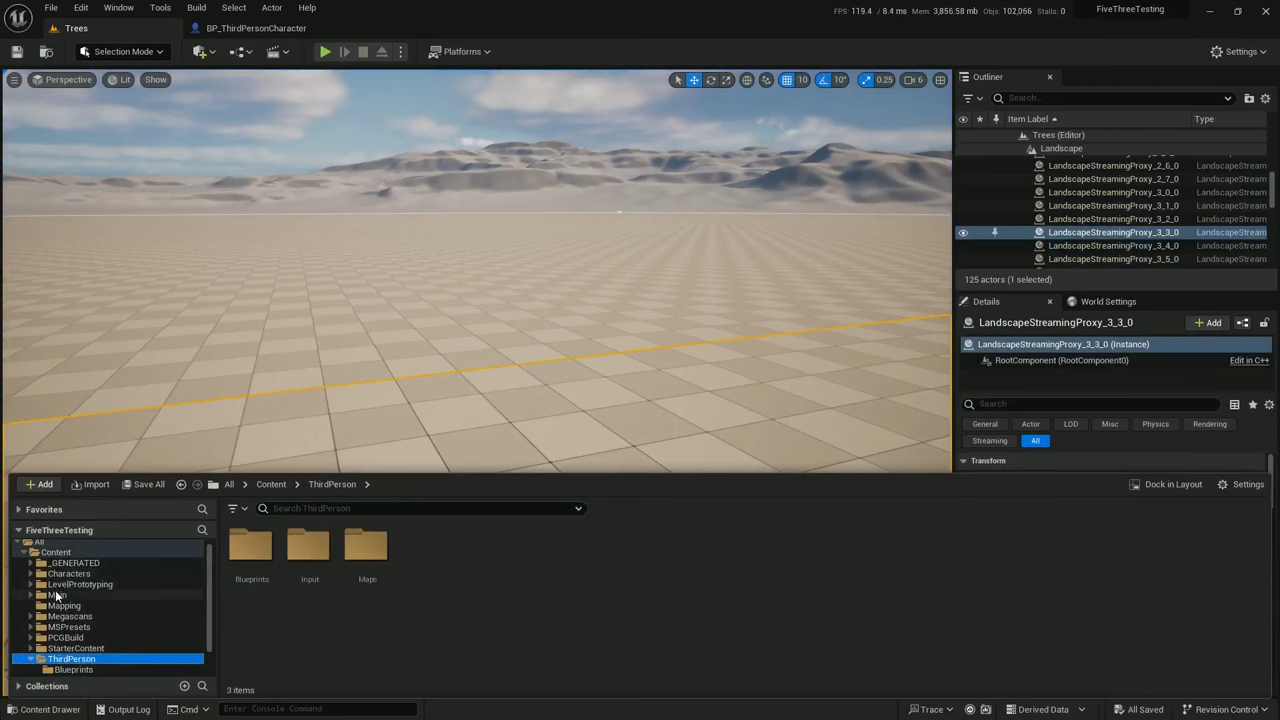 File Edit Window Tools Build Select Actor Help
FPS: 119.4 / 8.4 ms Mem: 3,856.58 mb Objs: 102,056 Stalls: 0
FiveThreeTesting
Trees
BP_ThirdPersonCharacter
Selection Mode
Platforms
Settings
Perspective Lit Show
10 10° 0.25 6
Outliner
Search...
Item Label Type
Trees (Editor)
Landscape
LandscapeStreamingProxy_2_6_0 LandscapeStream
LandscapeStreamingProxy_2_7_0 LandscapeStream
LandscapeStreamingProxy_3_0_0 LandscapeStream
LandscapeStreamingProxy_3_1_0 LandscapeStream
LandscapeStreamingProxy_3_2_0 LandscapeStream
LandscapeStreamingProxy_3_3_0 LandscapeStream
LandscapeStreamingProxy_3_4_0 LandscapeStream
LandscapeStreamingProxy_3_5_0 LandscapeStream
125 actors (1 selected)
Details World Settings
LandscapeStreamingProxy_3_3_0
Add
LandscapeStreamingProxy_3_3_0 (Instance)
RootComponent (RootComponent0) Edit in C++
Search
General Actor LOD Misc Physics Rendering
Streaming All
Transform
Add Import Save All All Content ThirdPerson
Dock in Layout Settings
Favorites
Search ThirdPerson
FiveThreeTesting
All
Content
_GENERATED
Characters
LevelPrototyping
Mapping
Megascans
MSPresets
PCGBuild
StarterContent
ThirdPerson
Blueprints
Blueprints Input Maps
Collections
3 items
Content Drawer Output Log Cmd Enter Console Command
Trace Derived Data All Saved Revision Control